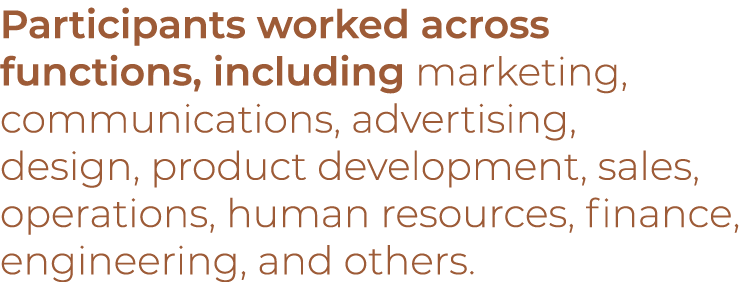 Participants worked across
functions, including marketing,
communications, advertising,
design, product development, sales,
operations, human resources, finance,
engineering, and others.